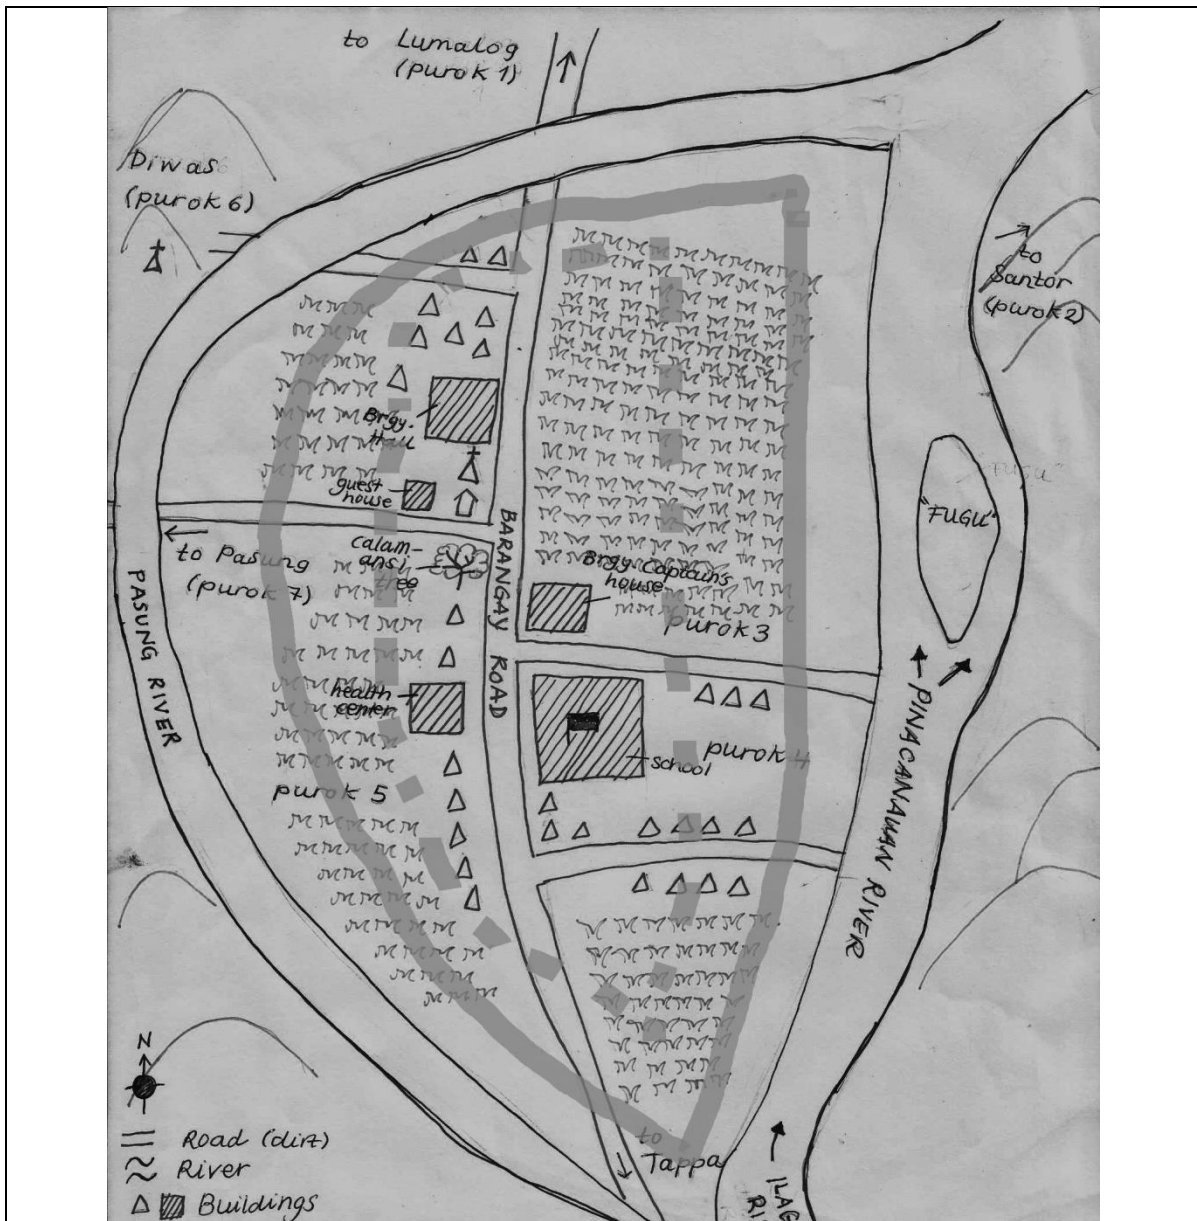 to Lumalog
(purok 1)
Diwas
(purok 6)
to
Santor
(purok 2)
Brgy.
Hall
guest
house
"FUGU"
calam-
ansi
tree
to Pasung
(purok 7)
BARANGAY ROAD
Brgy Captain's
house
purok 3
PASUNG RIVER
health
center
school
purok 4
purok 5
PINACANAUAN RIVER
N
to
Tappa
Road (dirt)
River
Buildings